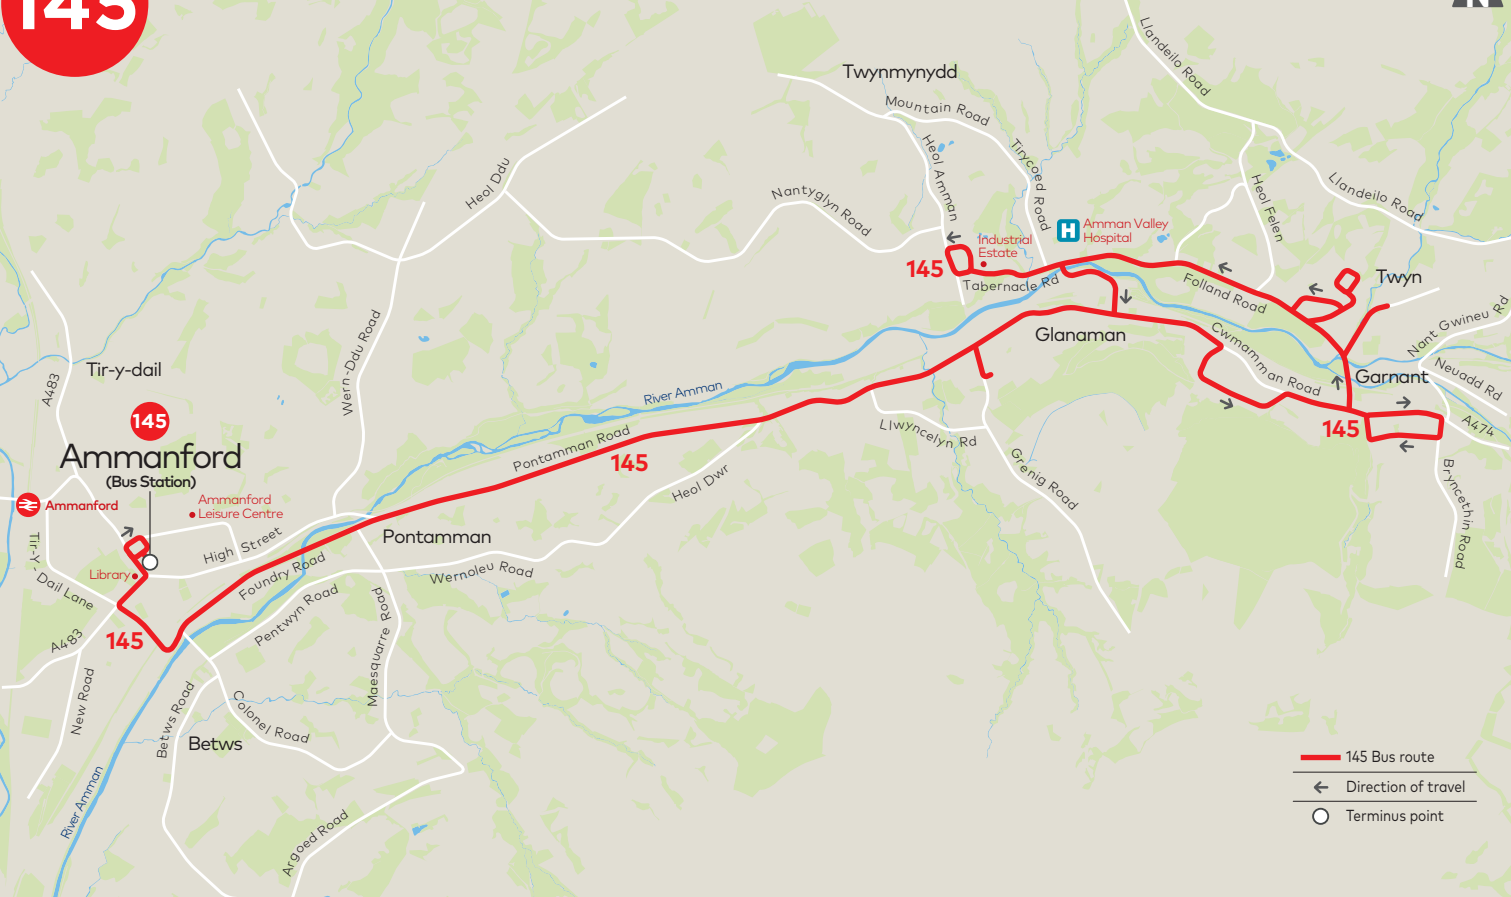 145
N
Llandeilo Road
Twynmynydd
Mountain Road
Heol Amman
Tirycoed Road
Heol Ddu
Nantyglyn Road
Llandeilo Road
Heol Felen
Amman Valley
Hospital
H
Industrial
Estate
145
Tabernacle Rd
Folland Road
Twyn
Nant Gwineu Rd
Wern-Ddu Road
Glanaman
Cwmamman Road
Garnant
Neuadd Rd
Tir-y-dail
A483
River Amman
145
Ammanford
(Bus Station)
Pontamman Road
145
Llwyncelyn Rd
145
A474
Grenig Road
Bryncethin Road
Heol Dwr
Ammanford
Ammanford
Leisure Centre
High Street
Pontamman
Tir-Y-Dail Lane
Library
Foundry Road
Wernoleu Road
Pentwyn Road
Maesquarre Road
A483
145
New Road
Betws Road
Colonel Road
Betws
River Amman
Argoed Road
145 Bus route
Direction of travel
Terminus point